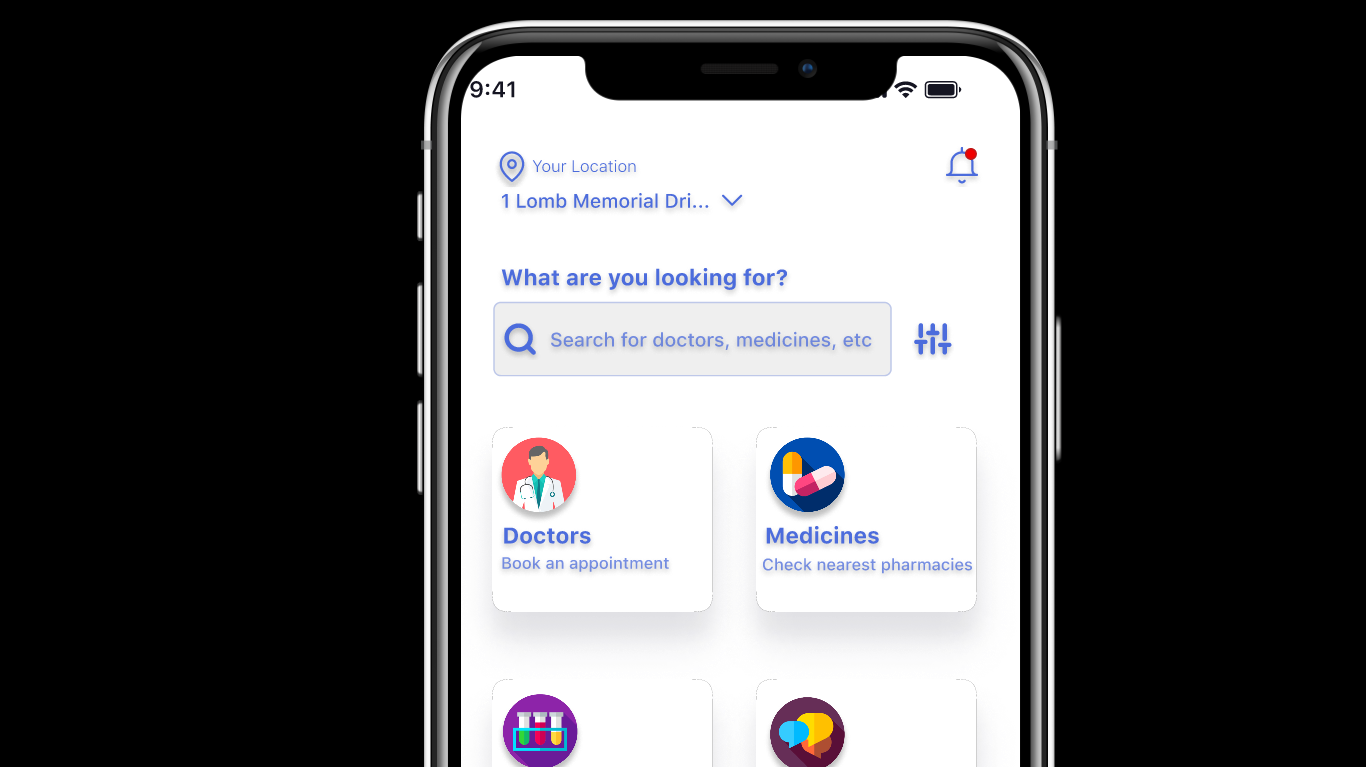 9:41
Your Location
1 Lomb Memorial Dri...
What are you looking for?
Search for doctors, medicines, etc
Doctors
Book an appointment
Medicines
Check nearest pharmacies